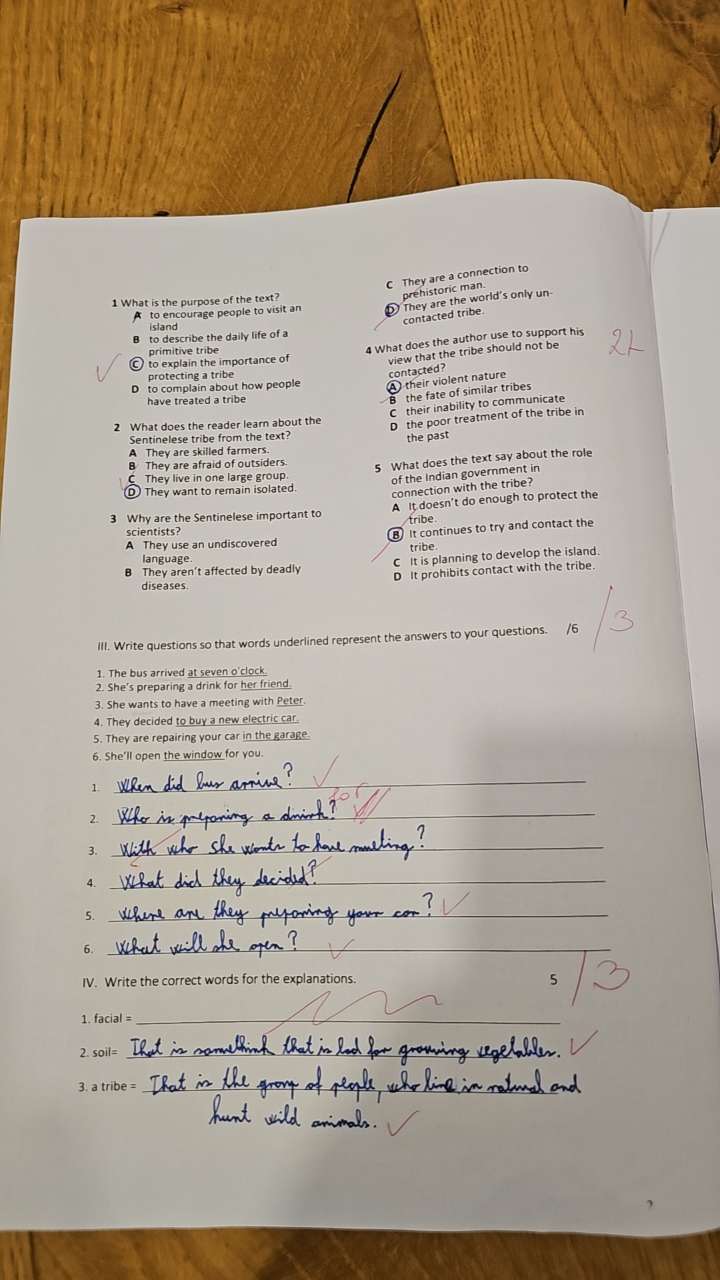 1 What is the purpose of the text?
A to encourage people to visit an
island
B to describe the daily life of a
primitive tribe
C to explain the importance of
protecting a tribe
D to complain about how people
have treated a tribe
2 What does the reader learn about the
Sentinelese tribe from the text?
A They are skilled farmers.
B They are afraid of outsiders.
C They live in one large group.
D They want to remain isolated.
3 Why are the Sentinelese important to
scientists?
A They use an undiscovered
language.
B They aren't affected by deadly
diseases.
C They are a connection to
prehistoric man.
D They are the world's only un-
contacted tribe.
4 What does the author use to support his
view that the tribe should not be
contacted?
A their violent nature
B the fate of similar tribes
C their inability to communicate
D the poor treatment of the tribe in
the past
5 What does the text say about the role
of the Indian government in
connection with the tribe?
A It doesn't do enough to protect the
tribe.
B It continues to try and contact the
tribe.
C It is planning to develop the island.
D It prohibits contact with the tribe.
III. Write questions so that words underlined represent the answers to your questions. /6 /3
1. The bus arrived at seven o'clock.
2. She's preparing a drink for her friend.
3. She wants to have a meeting with Peter.
4. They decided to buy a new electric car.
5. They are repairing your car in the garage.
6. She'll open the window for you.
1. When did bus arrive?
for
2. Who is preparing a drink?
3. With who she wants to have meeting?
4. What did they decided?
5. Where are they preparing your car?
6. What will she open?
IV. Write the correct words for the explanations. 5 /3
1. facial =
2. soil= That is somethink that is for growing vegetables.
3. a tribe = That is the group of people, who live in natural and
hunt wild animals.